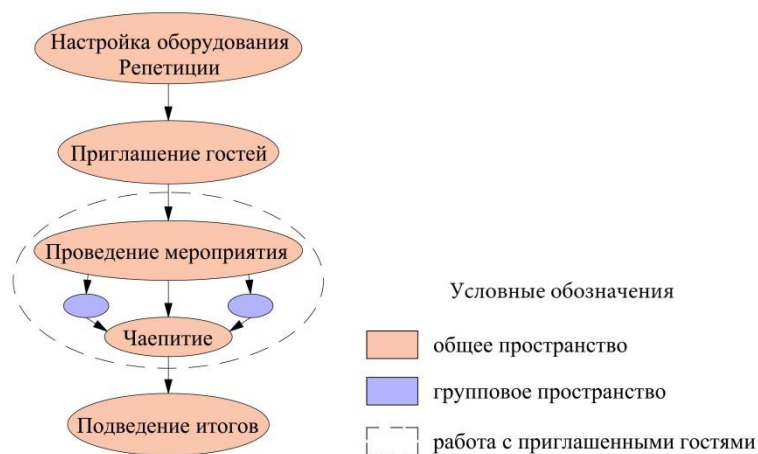 Настройка оборудования
Репетиции
Приглашение гостей
Проведение мероприятия
Чаепитие
Подведение итогов
Условные обозначения
общее пространство
групповое пространство
работа с приглашенными гостями